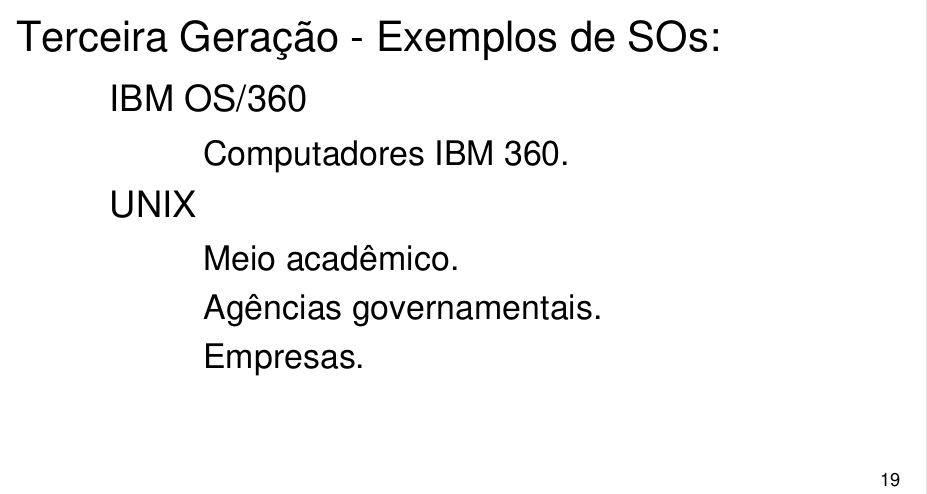 Terceira Geração - Exemplos de SOs:
IBM OS/360
Computadores IBM 360.
UNIX
Meio acadêmico.
Agências governamentais.
Empresas.
19